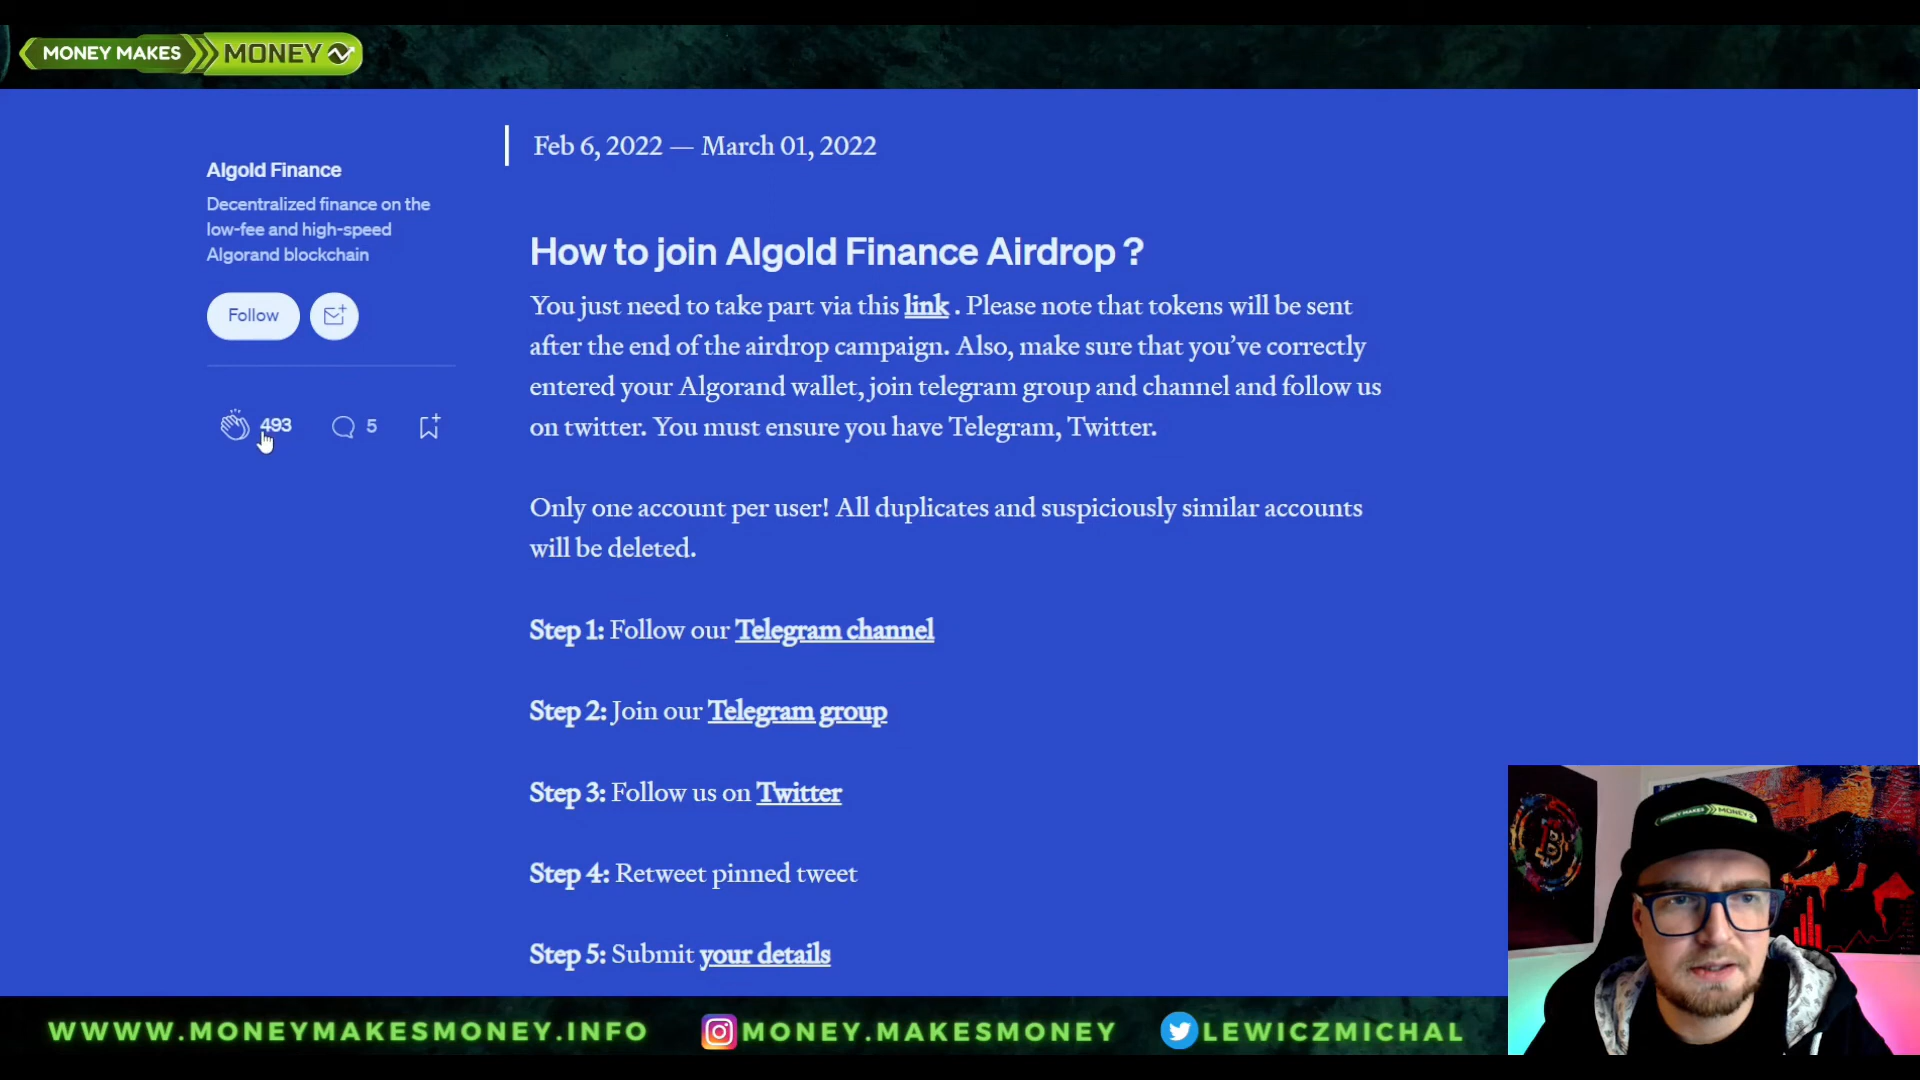 MONEY MAKES MONEY
Feb 6, 2022 — March 01, 2022
Algold Finance
Decentralized finance on the
low-fee and high-speed
Algorand blockchain
Follow
493
5
How to join Algold Finance Airdrop ?
You just need to take part via this link . Please note that tokens will be sent
after the end of the airdrop campaign. Also, make sure that you’ve correctly
entered your Algorand wallet, join telegram group and channel and follow us
on twitter. You must ensure you have Telegram, Twitter.
Only one account per user! All duplicates and suspiciously similar accounts
will be deleted.
Step 1: Follow our Telegram channel
Step 2: Join our Telegram group
Step 3: Follow us on Twitter
Step 4: Retweet pinned tweet
Step 5: Submit your details
MONEY MAKES MONEY
WWWW.MONEYMAKESMONEY.INFO
MONEY.MAKESMONEY
LEWICZMICHAL